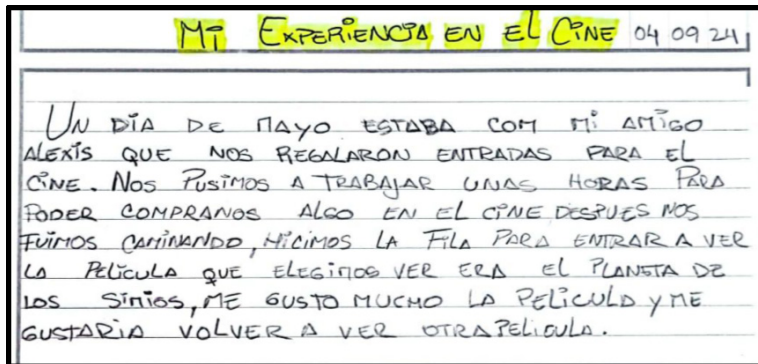 Mi EXPERiENCiA EN EL CiNE 04 09 24
UN DÍA DE MAYO ESTABA COM Mi AMiGO
ALEXIS QUE NOS REGALARON ENTRADAS PARA EL
CiNE. NOS PUSiMOS A TRABAJAR UNAS HORAS PARA
PODER COMPRANOS ALGO EN EL CiNE DESPUES NOS
FUiMOS CAMiNANDO, HiCiMOS LA FiLA PARA ENTRAR A VER
LA PELiCULA QUE ELEGiMOS VER ERA EL PLANETA DE
LOS SiMiOS, ME GUSTO MUCHO LA PELiCULA Y ME
GUSTARiA VOLVER A VER OTRA PELiCULA.